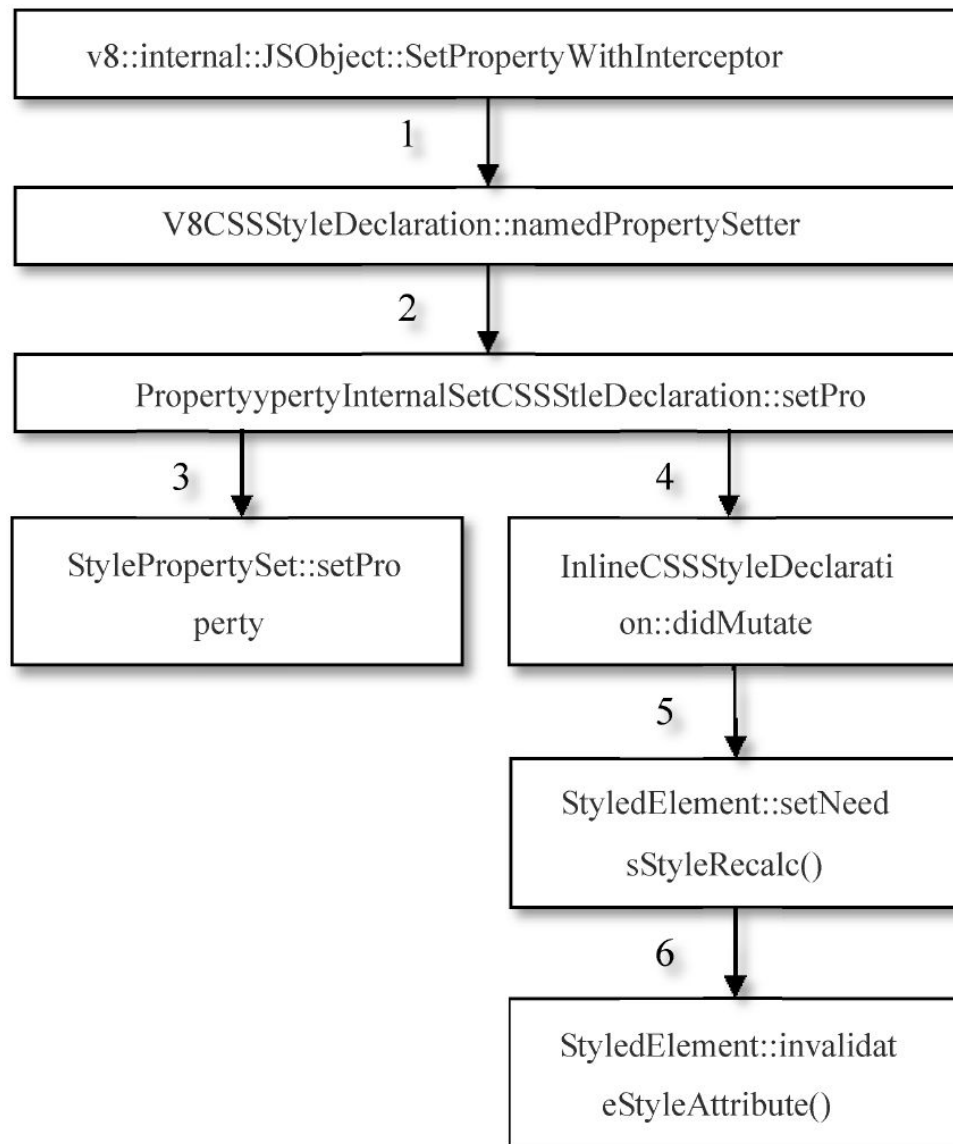 v8::internal::JSObject::SetPropertyWithInterceptor
1
V8CSSStyleDeclaration::namedPropertySetter
2
PropertyypertyInternalSetCSSStleDeclaration::setPro
3
4
StylePropertySet::setPro
perty
InlineCSSStyleDeclarati
on::didMutate
5
StyledElement::setNeed
sStyleRecalc()
6
StyledElement::invalidat
eStyleAttribute()